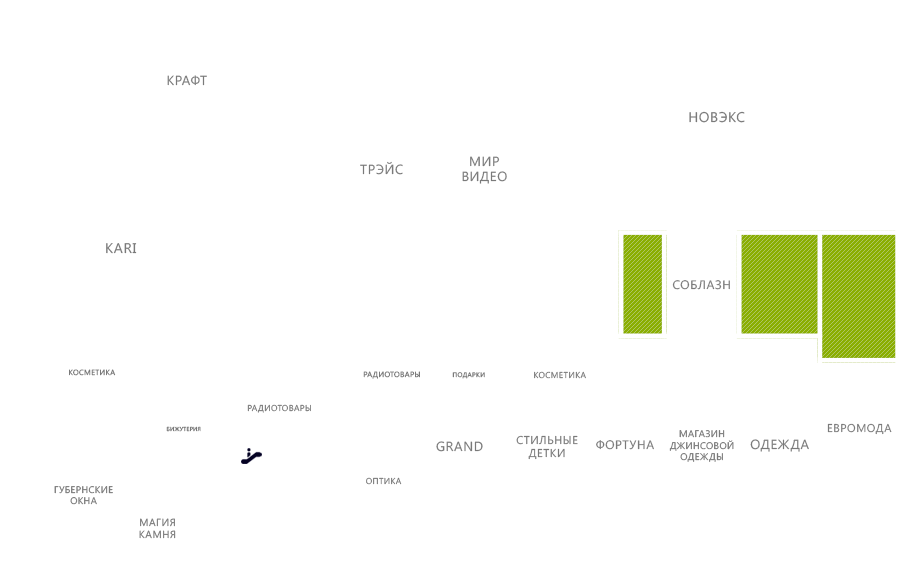 КРАФТ
НОВЭКС
ТРЭЙС
МИР
ВИДЕО
KARI
СОБЛАЗН
КОСМЕТИКА
РАДИОТОВАРЫ
ПОДАРКИ
КОСМЕТИКА
РАДИОТОВАРЫ
БИЖУТЕРИЯ
GRAND
СТИЛЬНЫЕ
ДЕТКИ
ФОРТУНА
МАГАЗИН
ДЖИНСОВОЙ
ОДЕЖДЫ
ОДЕЖДА
ЕВРОМОДА
ОПТИКА
ГУБЕРНСКИЕ
ОКНА
МАГИЯ
КАМНЯ